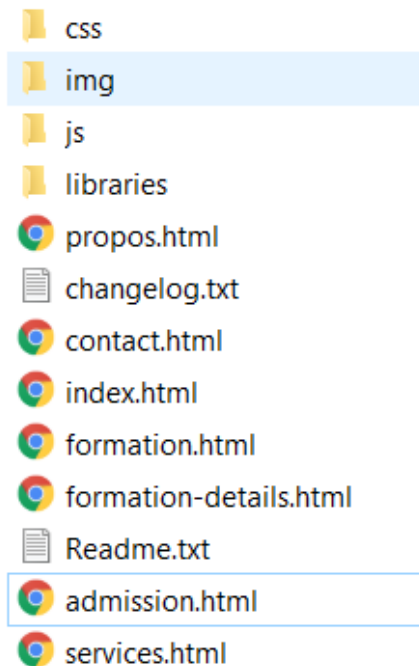 css
img
js
libraries
propos.html
changelog.txt
contact.html
index.html
formation.html
formation-details.html
Readme.txt
admission.html
services.html